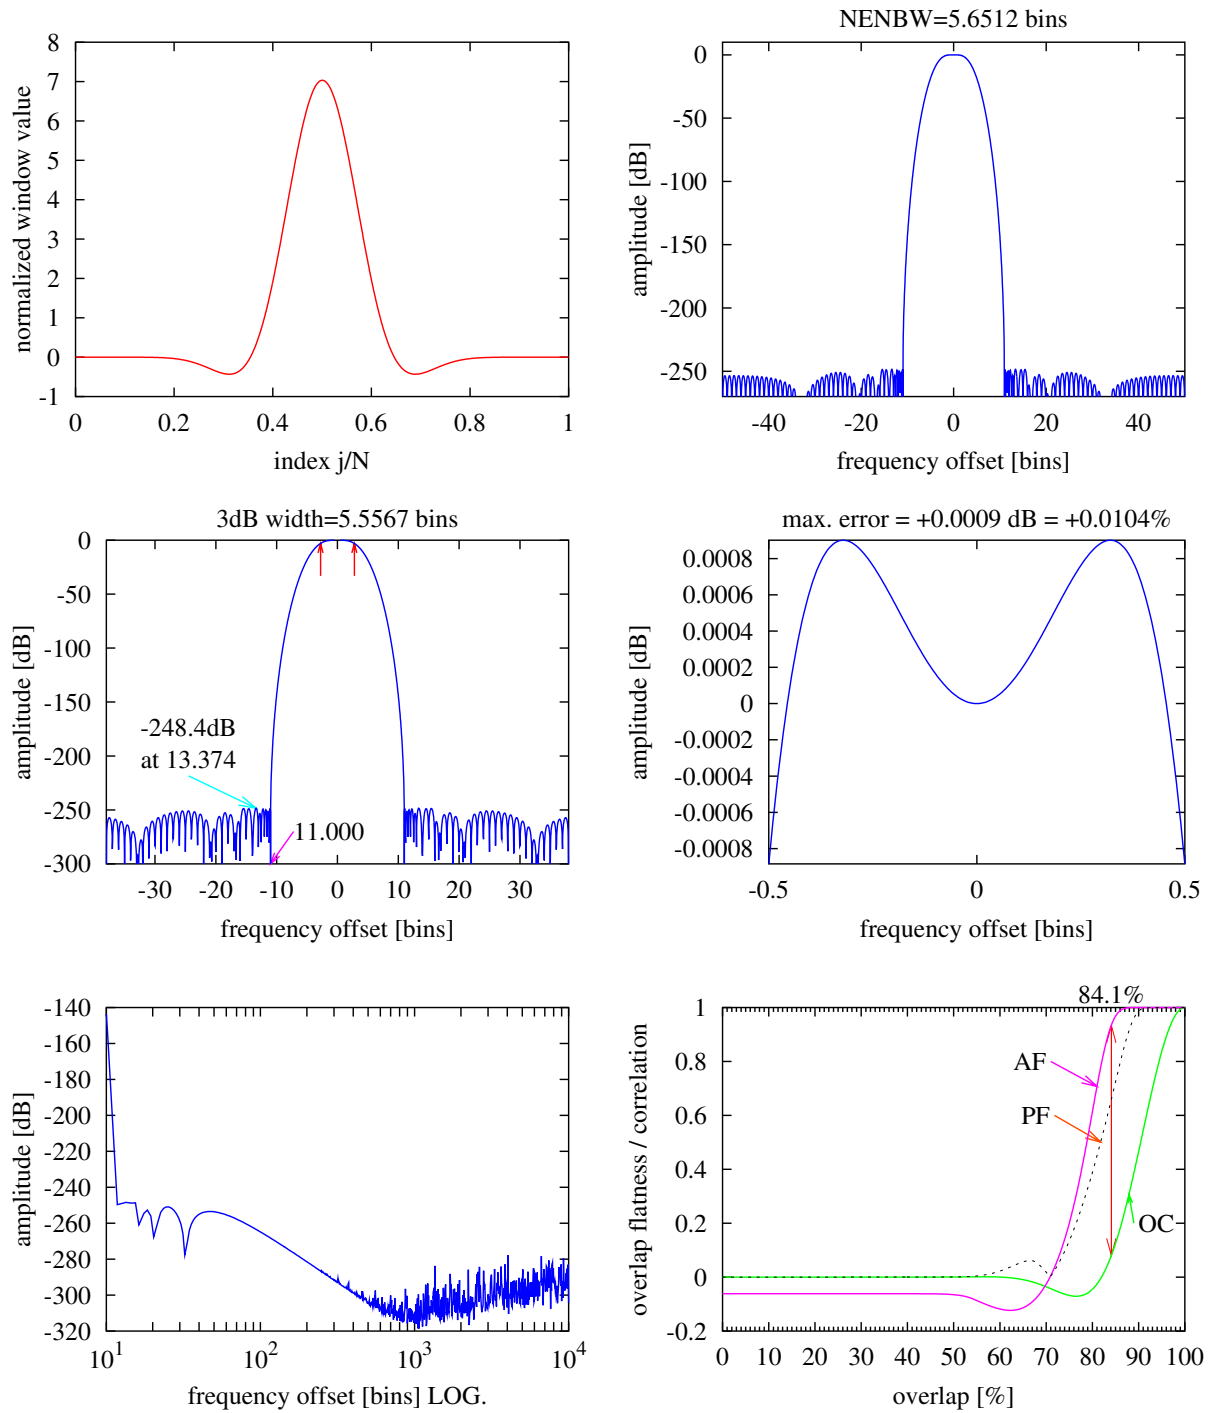 8
7
6
5
4
3
2
1
0
-1
0 0.2 0.4 0.6 0.8 1
normalized window value
index j/N
NENBW=5.6512 bins
0
-50
-100
-150
-200
-250
-40 -20 0 20 40
amplitude [dB]
frequency offset [bins]
3dB width=5.5567 bins
0
-50
-100
-150
-200
-250
-300
-30 -20 -10 0 10 20 30
amplitude [dB]
frequency offset [bins]
-248.4dB
at 13.374
11.000
max. error = +0.0009 dB = +0.0104%
0.0008
0.0006
0.0004
0.0002
0
-0.0002
-0.0004
-0.0006
-0.0008
-0.5 0 0.5
amplitude [dB]
frequency offset [bins]
-140
-160
-180
-200
-220
-240
-260
-280
-300
-320
10^1 10^2 10^3 10^4
amplitude [dB]
frequency offset [bins] LOG.
84.1%
1
0.8
0.6
0.4
0.2
0
-0.2
0 10 20 30 40 50 60 70 80 90 100
overlap flatness / correlation
overlap [%]
AF
PF
OC